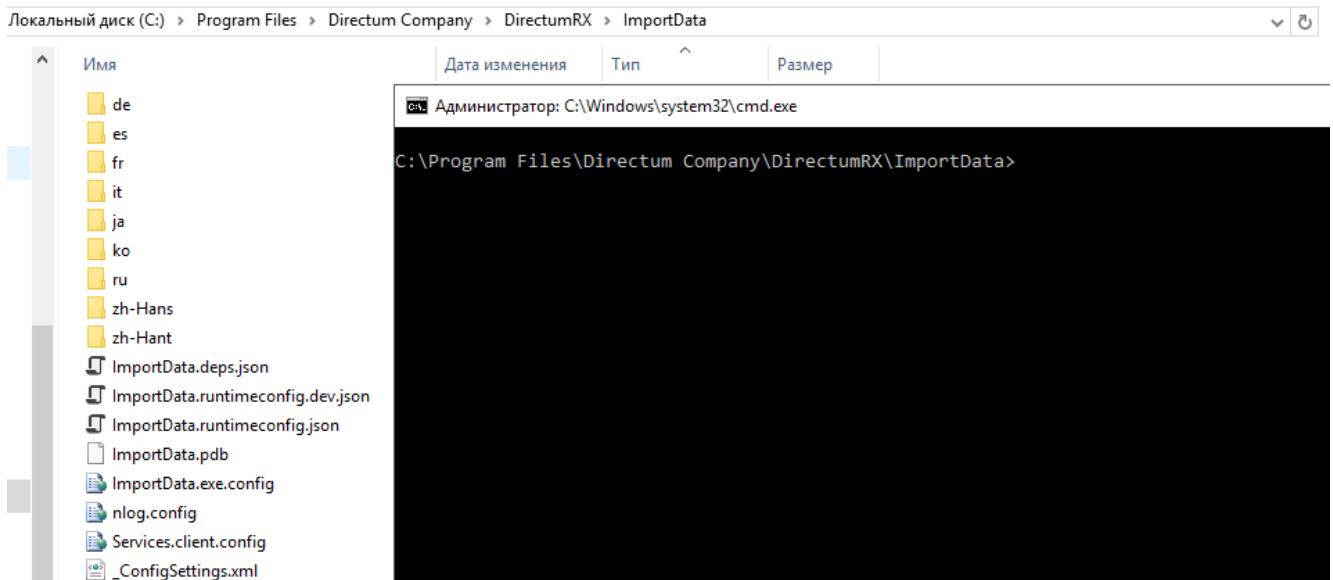 Локальный диск (C:) > Program Files > Directum Company > DirectumRX > ImportData
Имя Дата изменения Тип Размер
de
es
fr
it
ja
ko
ru
zh-Hans
zh-Hant
ImportData.deps.json
ImportData.runtimeconfig.dev.json
ImportData.runtimeconfig.json
ImportData.pdb
ImportData.exe.config
nlog.config
Services.client.config
_ConfigSettings.xml
Администратор: C:\Windows\system32\cmd.exe
C:\Program Files\Directum Company\DirectumRX\ImportData>